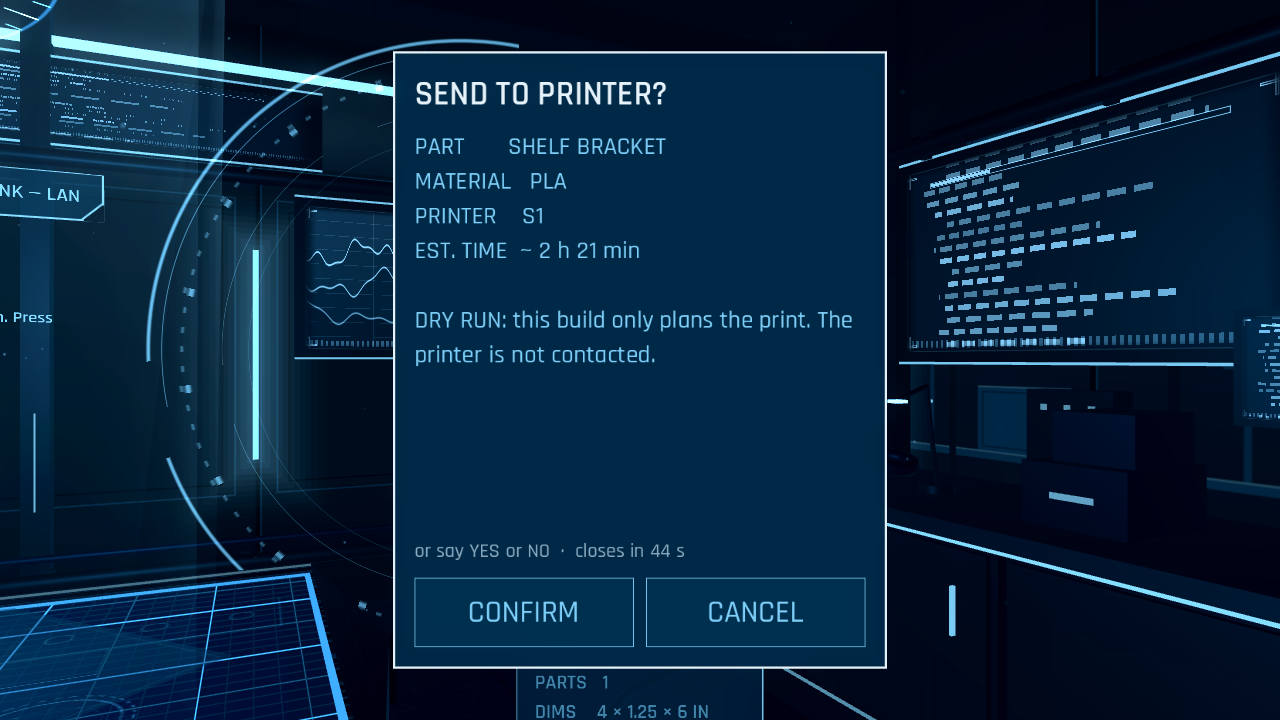 SEND TO PRINTER?
PART SHELF BRACKET
MATERIAL PLA
PRINTER S1
EST. TIME ~ 2 h 21 min
DRY RUN: this build only plans the print. The
printer is not contacted.
or say YES or NO · closes in 44 s
CONFIRM CANCEL
NK — LAN
. Press
PARTS 1
DIMS 4 × 1.25 × 6 IN